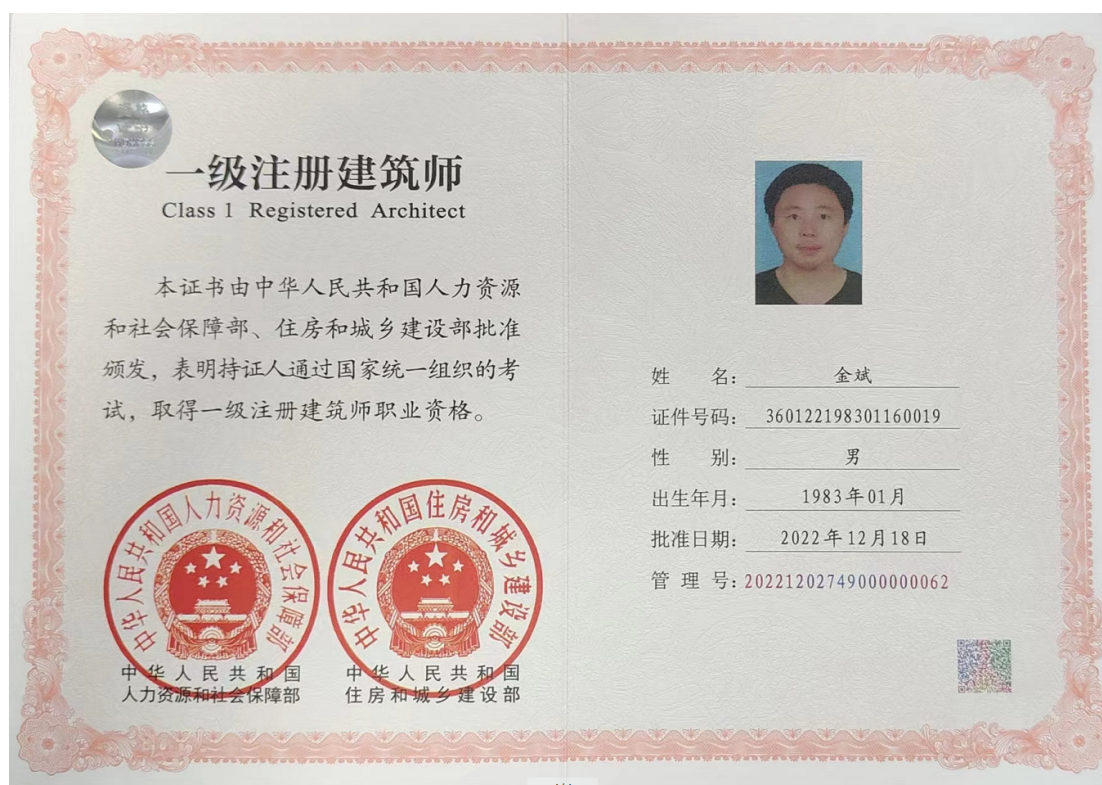 一级注册建筑师
Class 1 Registered Architect
本证书由中华人民共和国人力资源
和社会保障部、住房和城乡建设部批准
颁发，表明持证人通过国家统一组织的考
试，取得一级注册建筑师职业资格。
中华人民共和国人力资源和社会保障部
中华人民共和国住房和城乡建设部
中华人民共和国
人力资源和社会保障部
中华人民共和国
住房和城乡建设部
姓 名：金斌
证件号码：360122198301160019
性 别：男
出生年月：1983年01月
批准日期：2022年12月18日
管 理 号：20221202749000000062